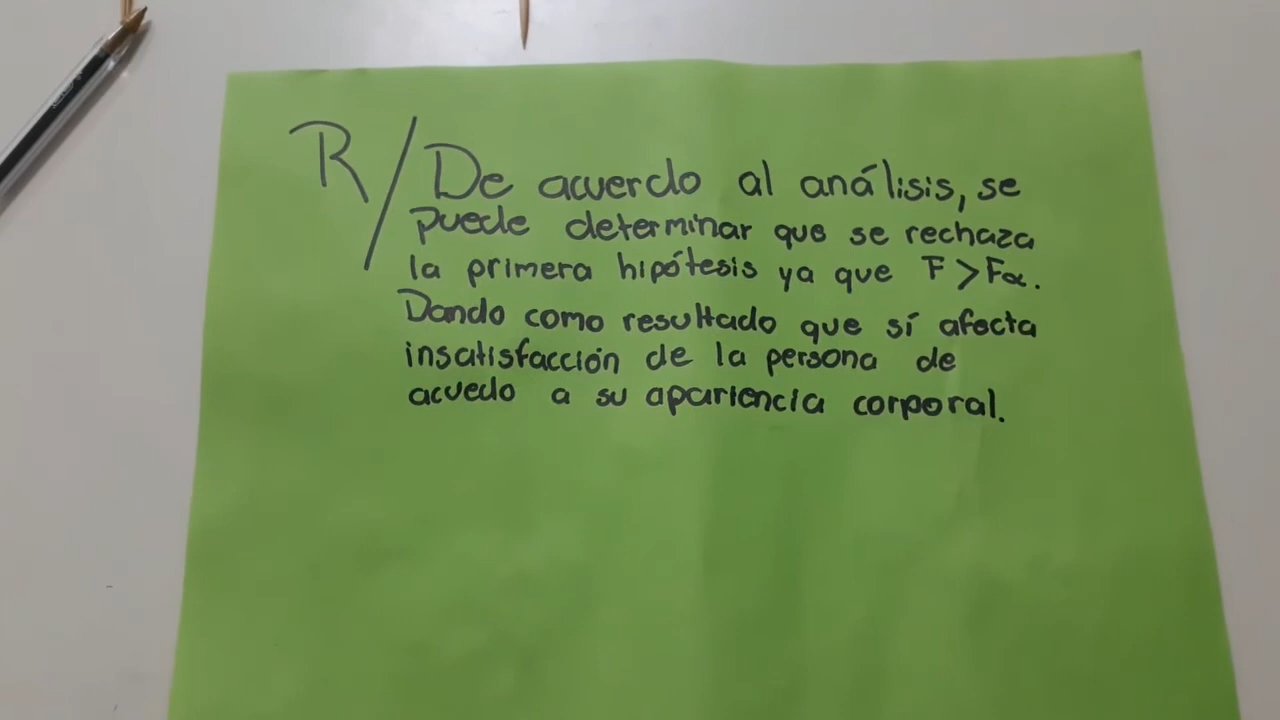 R/ De acuerdo al análisis, se
puede determinar que se rechaza
la primera hipótesis ya que F > Fα.
Dando como resultado que sí afecta
insatisfacción de la persona de
acuedo a su apariencia corporal.